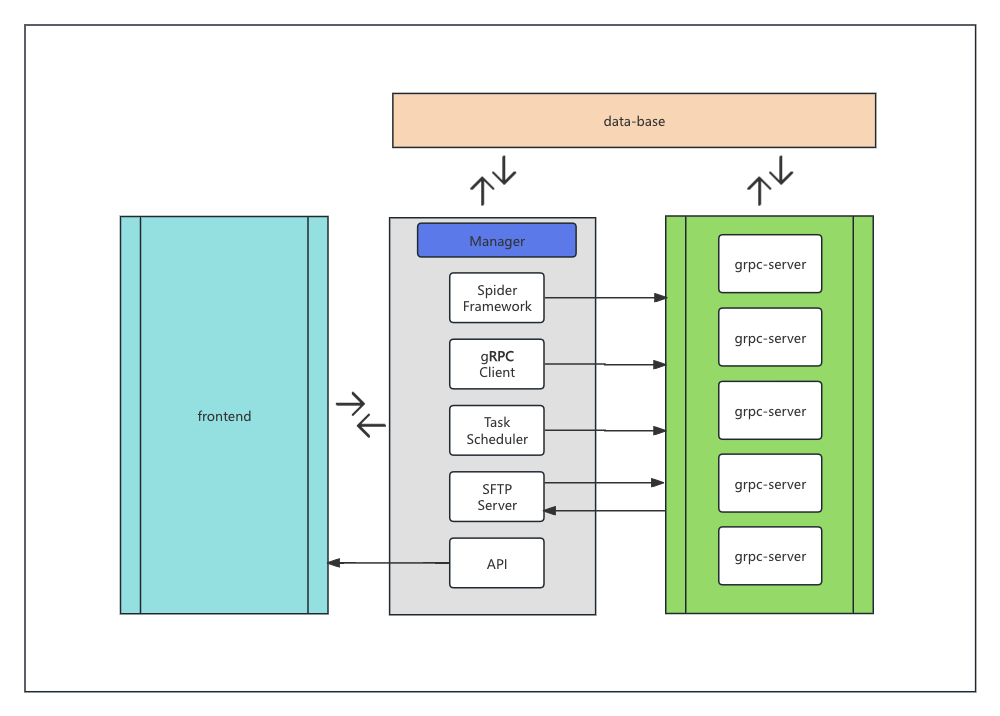 data-base
frontend
Manager
Spider
Framework
gRPC
Client
Task
Scheduler
SFTP
Server
API
grpc-server
grpc-server
grpc-server
grpc-server
grpc-server